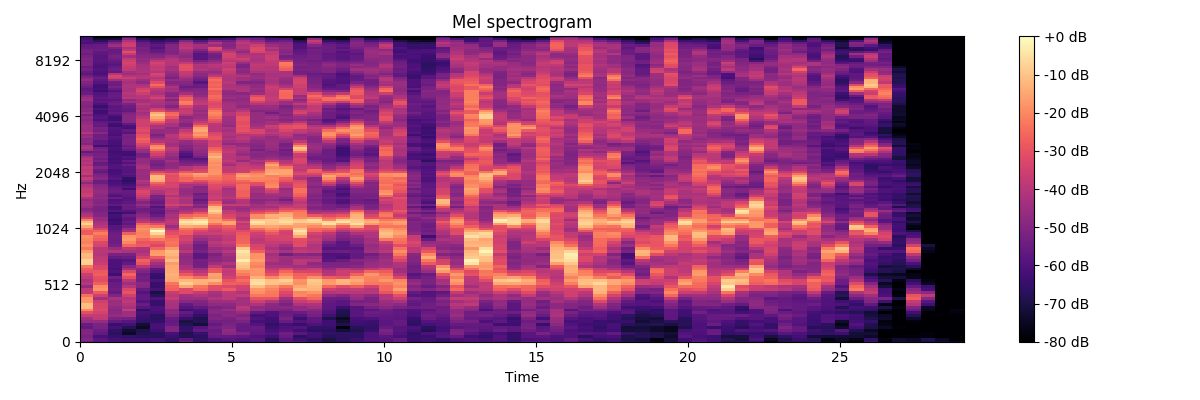 Mel spectrogram
8192
4096
2048
1024
512
0
Hz
0 5 10 15 20 25
Time
+0 dB
-10 dB
-20 dB
-30 dB
-40 dB
-50 dB
-60 dB
-70 dB
-80 dB